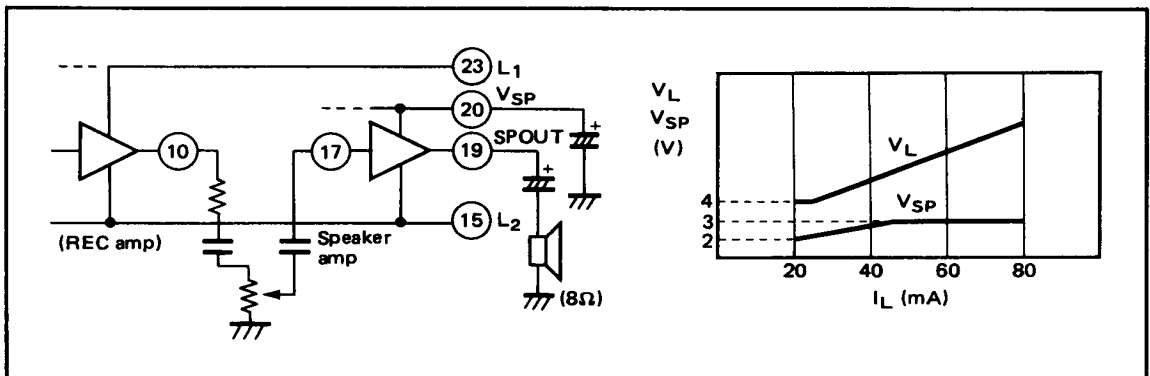 23 L1
VSP
20
SPOUT
10
17
19
15 L2
(REC amp)
Speaker
amp
+
+
(8Ω)
VL
VSP
(V)
VL
VSP
4
3
2
20 40 60 80
IL (mA)